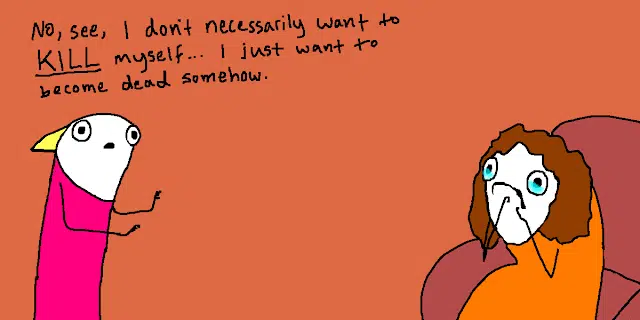 No, see, I don't necessarily want to
KILL myself... I just want to
become dead somehow.